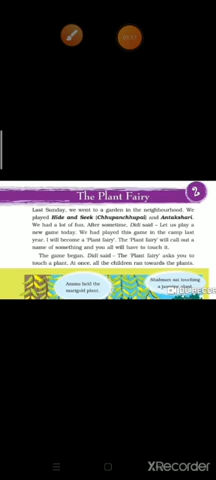 The Plant Fairy
2
Last Sunday, we went to a garden in the neighbourhood. We
played Hide and Seek (Chhupanchhupai) and Antakshari.
We had a lot of fun. After sometime, Didi said – Let us play a
new game today. We had played this game in the camp last
year. I will become a 'Plant fairy'. The 'Plant fairy' will call out a
name of something and you all will have to touch it.
The game began. Didi said – The 'Plant fairy' asks you to
touch a plant. At once, all the children ran towards the plants.
Amma held the
marigold plant.
Shabnam sat touching
XRecorder